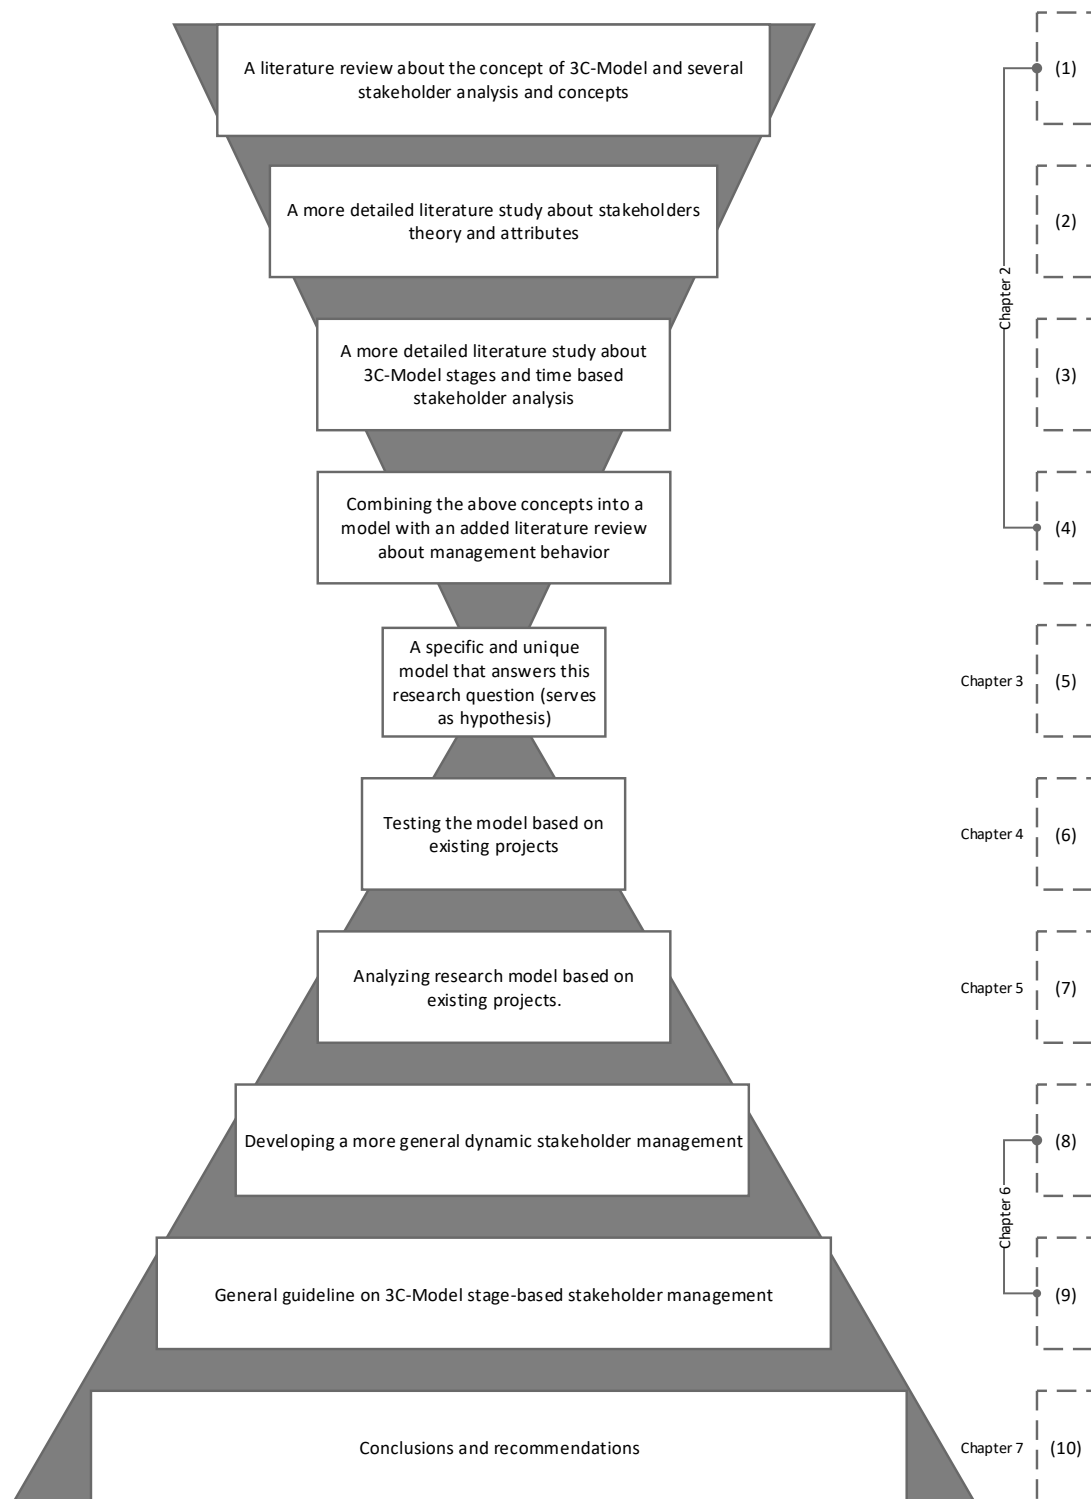 A literature review about the concept of 3C-Model and several
stakeholder analysis and concepts
(1)
A more detailed literature study about stakeholders
theory and attributes
(2)
Chapter 2
A more detailed literature study about
3C-Model stages and time based
stakeholder analysis
(3)
Combining the above concepts into a
model with an added literature review
about management behavior
(4)
A specific and unique
model that answers this
research question (serves
as hypothesis)
Chapter 3
(5)
Testing the model based on
existing projects
Chapter 4
(6)
Analyzing research model based on
existing projects.
Chapter 5
(7)
Developing a more general dynamic stakeholder management
(8)
Chapter 6
General guideline on 3C-Model stage-based stakeholder management
(9)
Conclusions and recommendations
Chapter 7
(10)